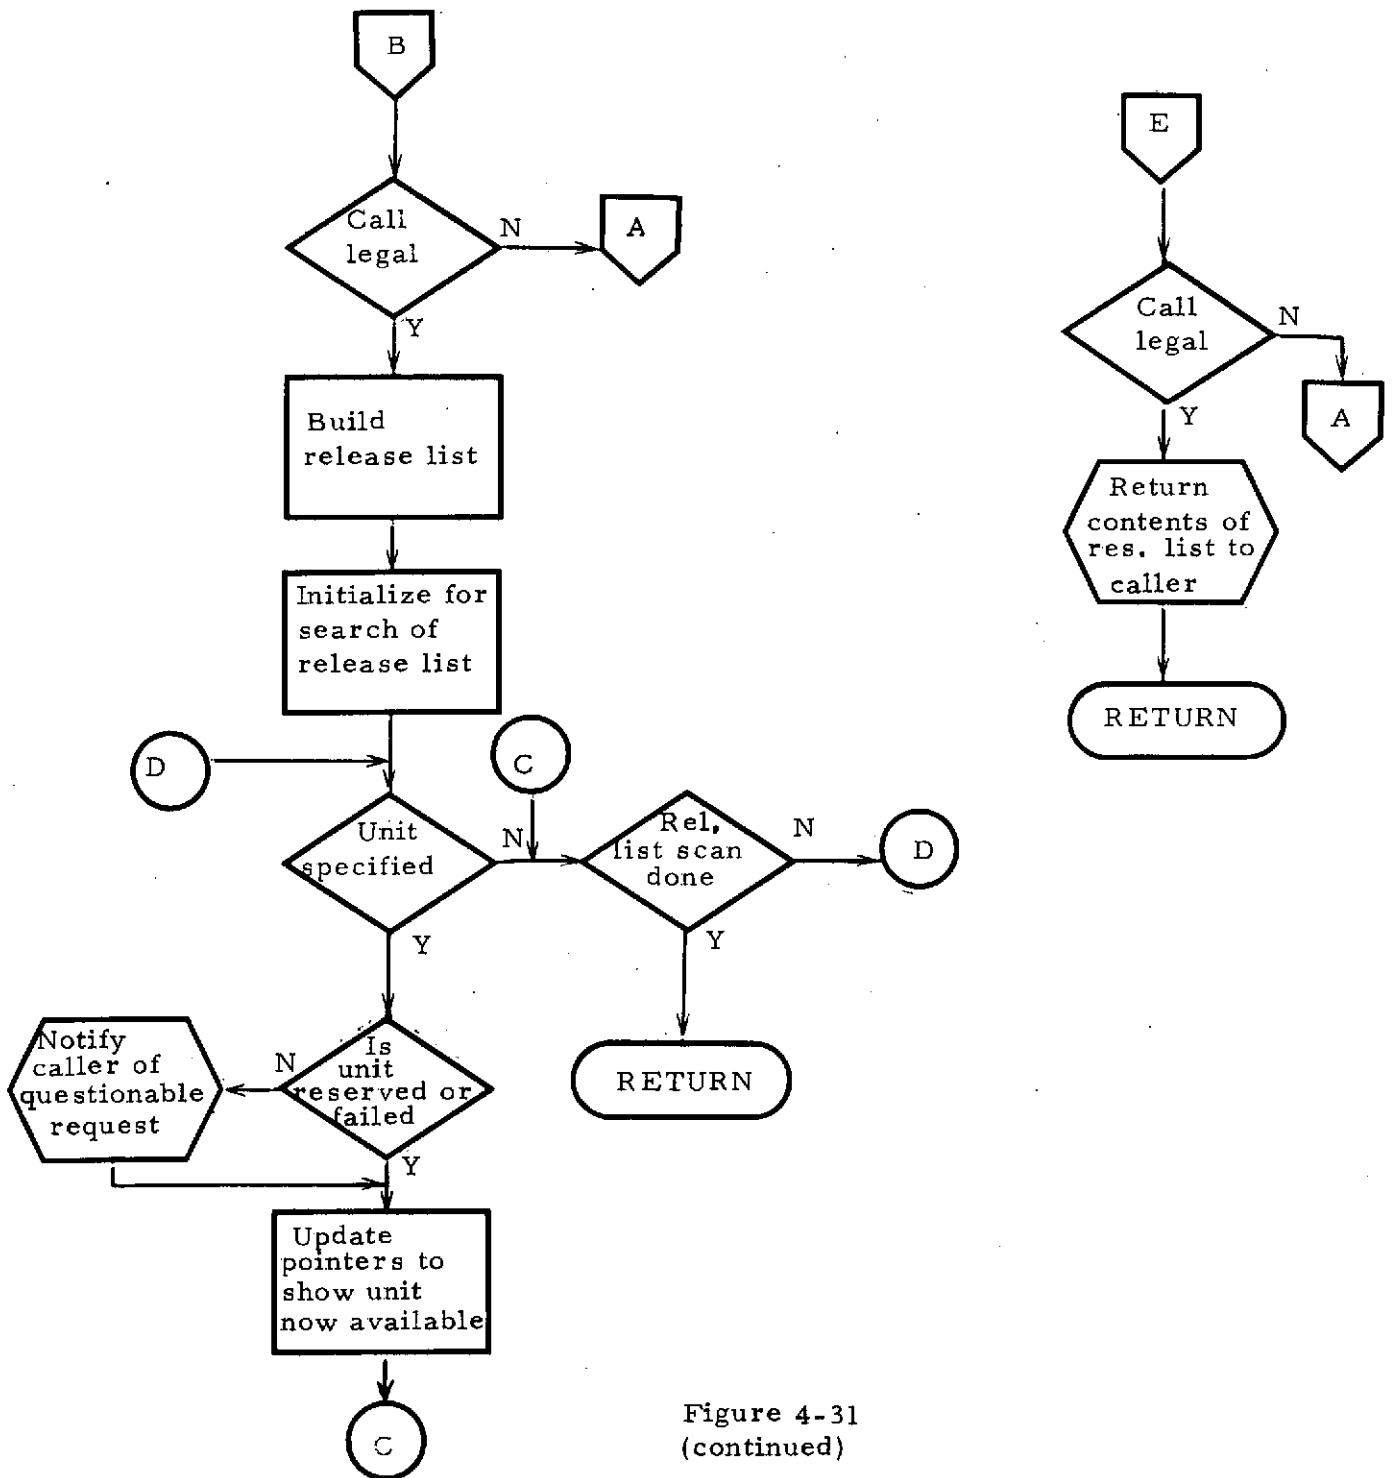 B
Call
legal
N
A
Y
Build
release list
Initialize for
search of
release list
D
C
Unit
specified
N
Rel.
list scan
done
N
D
Y
Y
RETURN
Is
unit
reserved or
failed
N
Notify
caller of
questionable
request
Y
Update
pointers to
show unit
now available
C
E
Call
legal
N
A
Y
Return
contents of
res. list to
caller
RETURN
Figure 4-31
(continued)